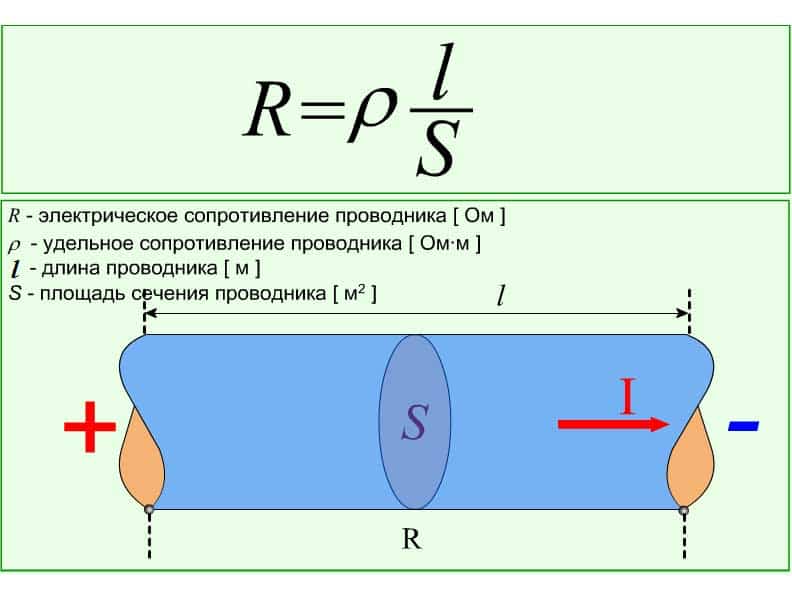 R=ρ l/S
R - электрическое сопротивление проводника [ Ом ]
ρ - удельное сопротивление проводника [ Ом·м ]
l - длина проводника [ м ]
S - площадь сечения проводника [ м² ]
l
+ S I -
R